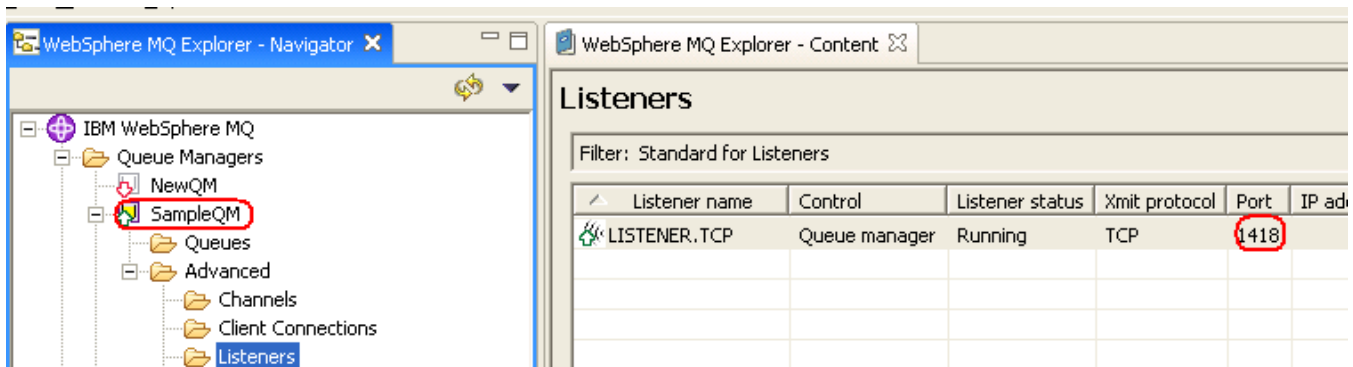 WebSphere MQ Explorer - Navigator
WebSphere MQ Explorer - Content
IBM WebSphere MQ
Queue Managers
NewQM
SampleQM
Queues
Advanced
Channels
Client Connections
Listeners
Listeners
Filter: Standard for Listeners
Listener name Control Listener status Xmit protocol Port IP add
LISTENER.TCP Queue manager Running TCP 1418